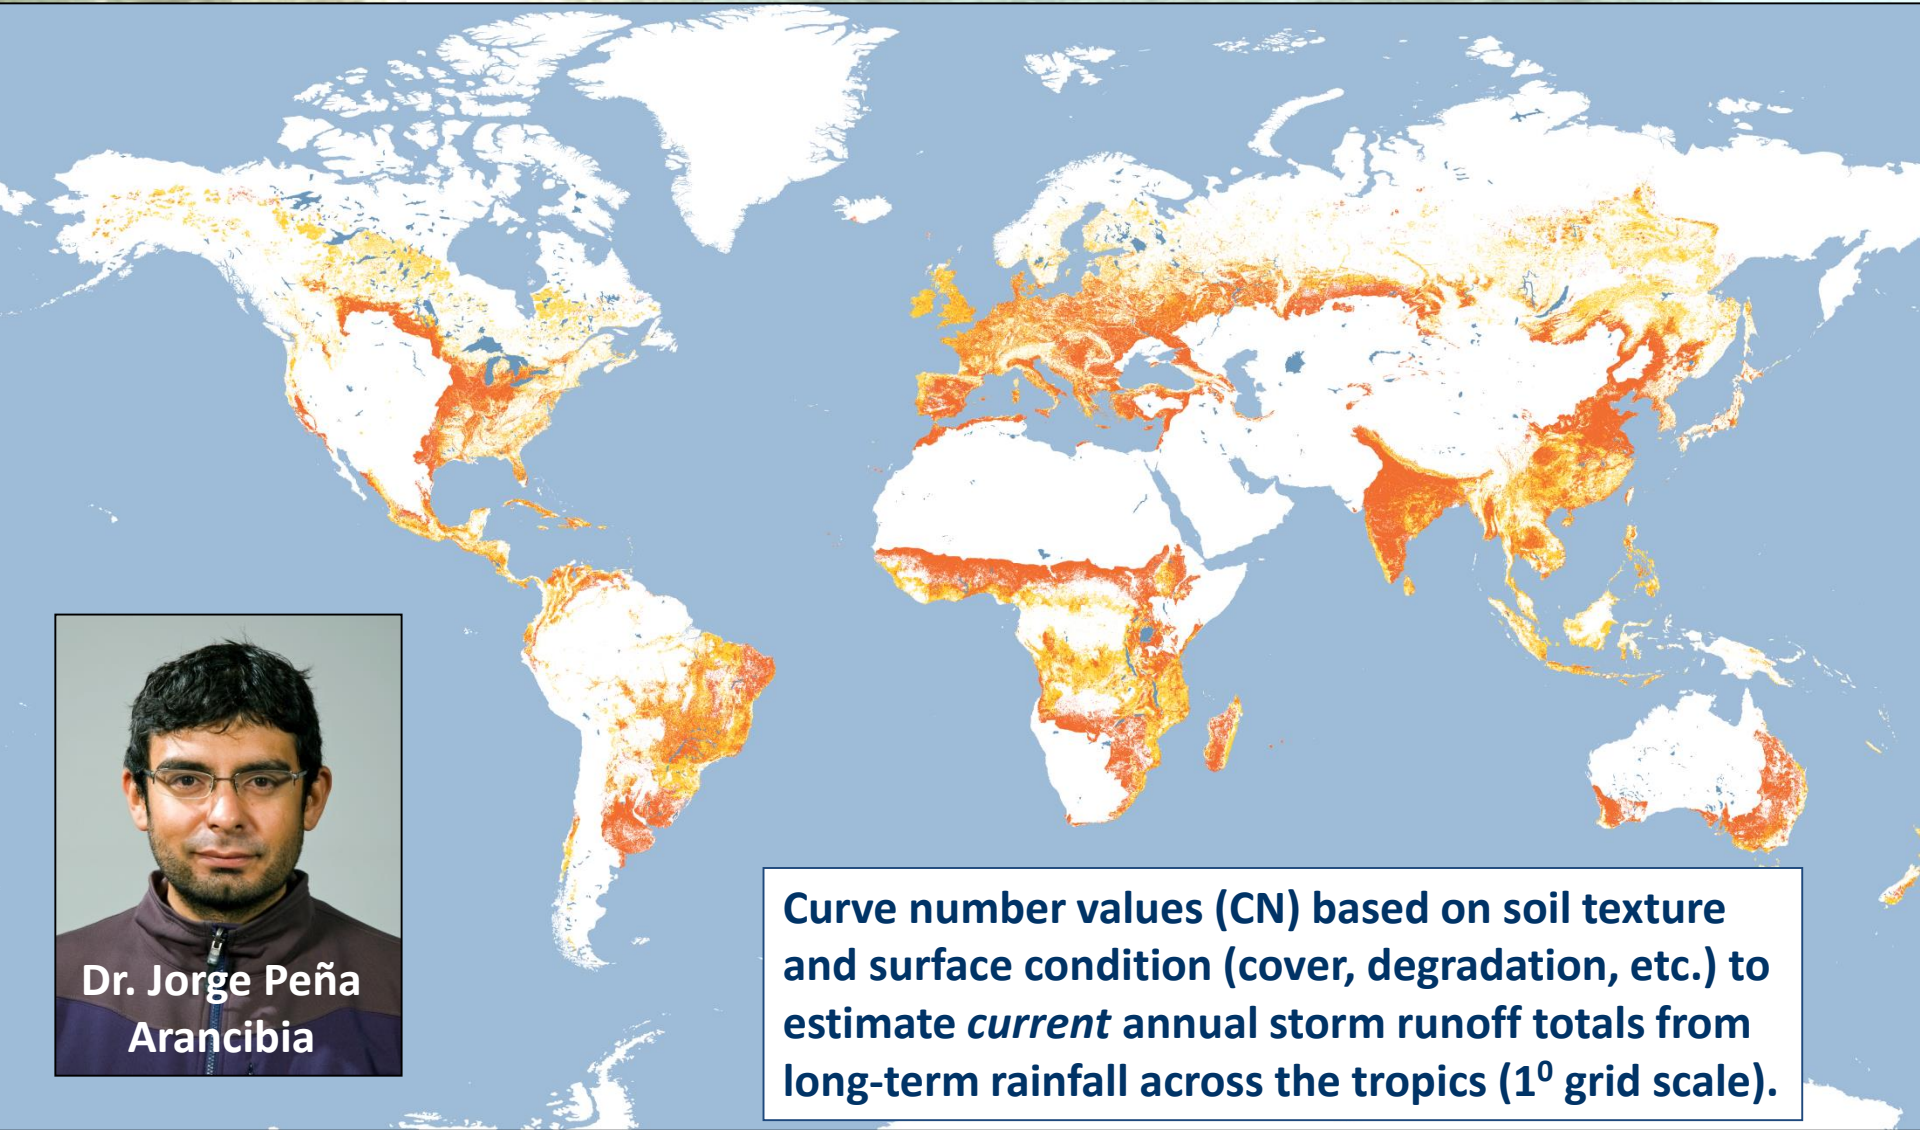 Dr. Jorge Peña
Arancibia
Curve number values (CN) based on soil texture
and surface condition (cover, degradation, etc.) to
estimate current annual storm runoff totals from
long-term rainfall across the tropics (1⁰ grid scale).